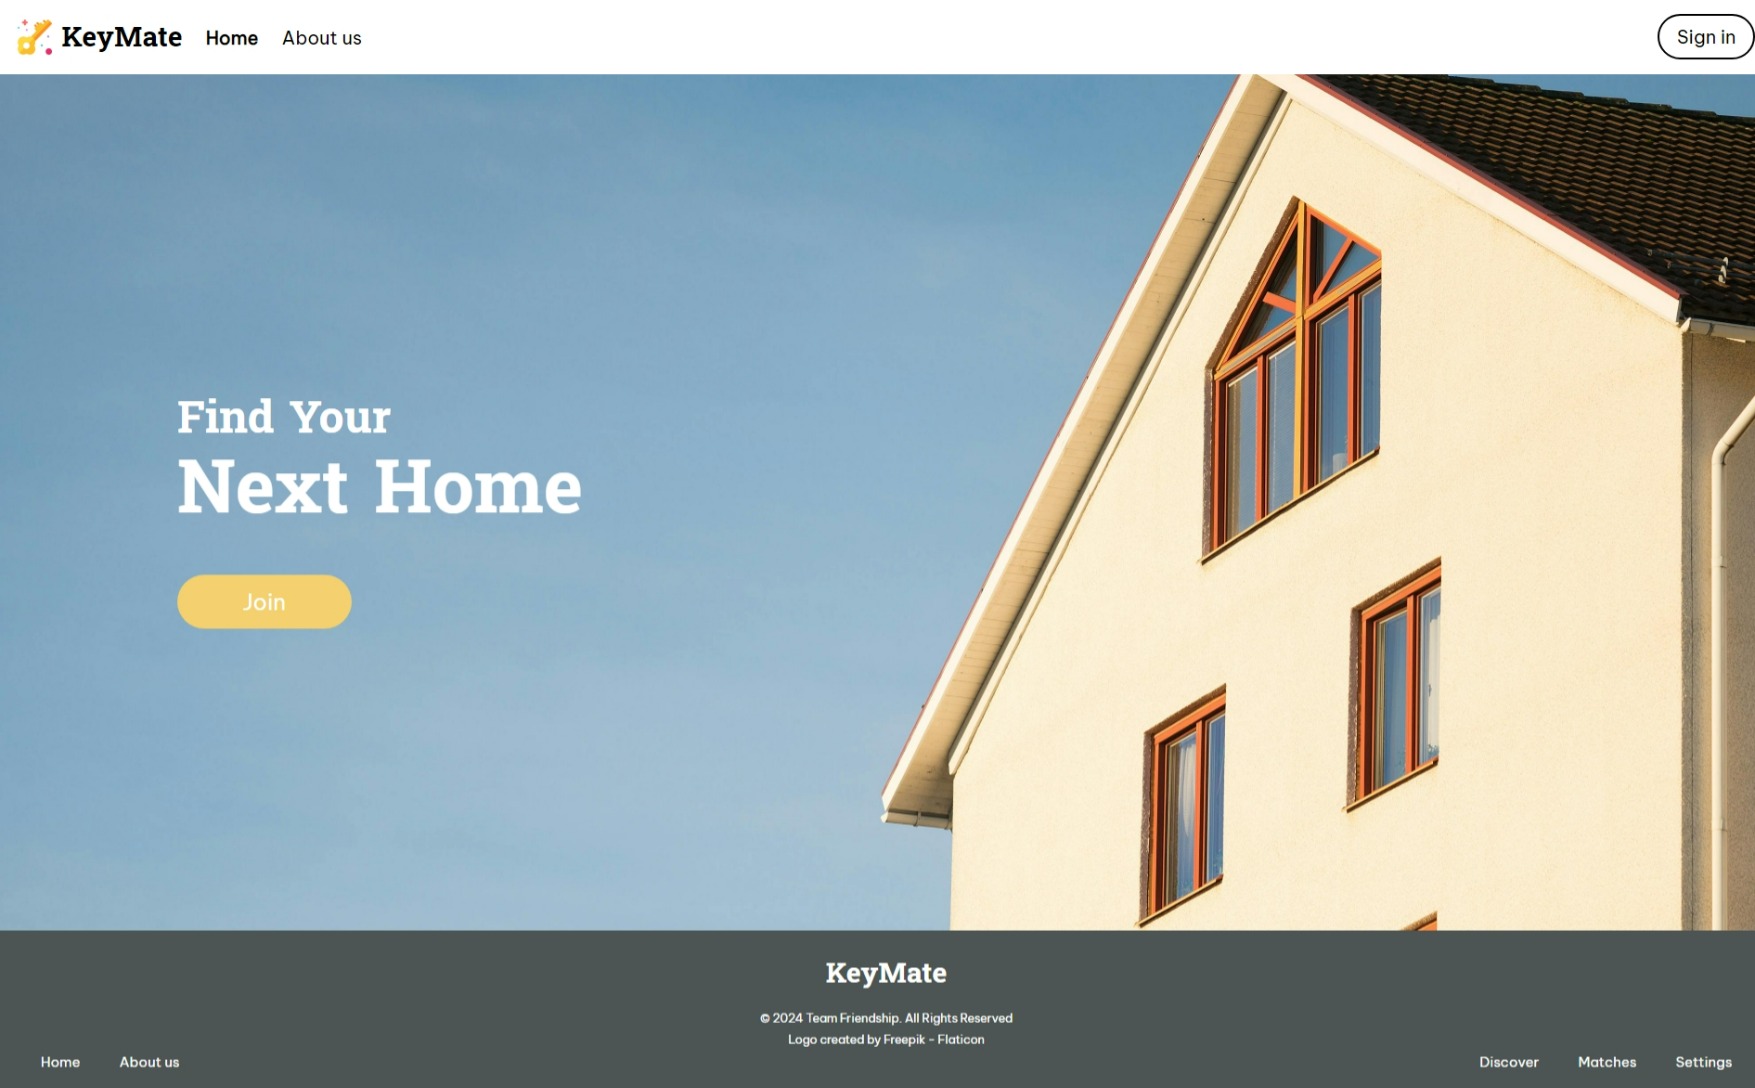 KeyMate Home About us Sign in
Find Your
Next Home
Join
KeyMate
© 2024 Team Friendship. All Rights Reserved
Logo created by Freepik - Flaticon
Home About us Discover Matches Settings